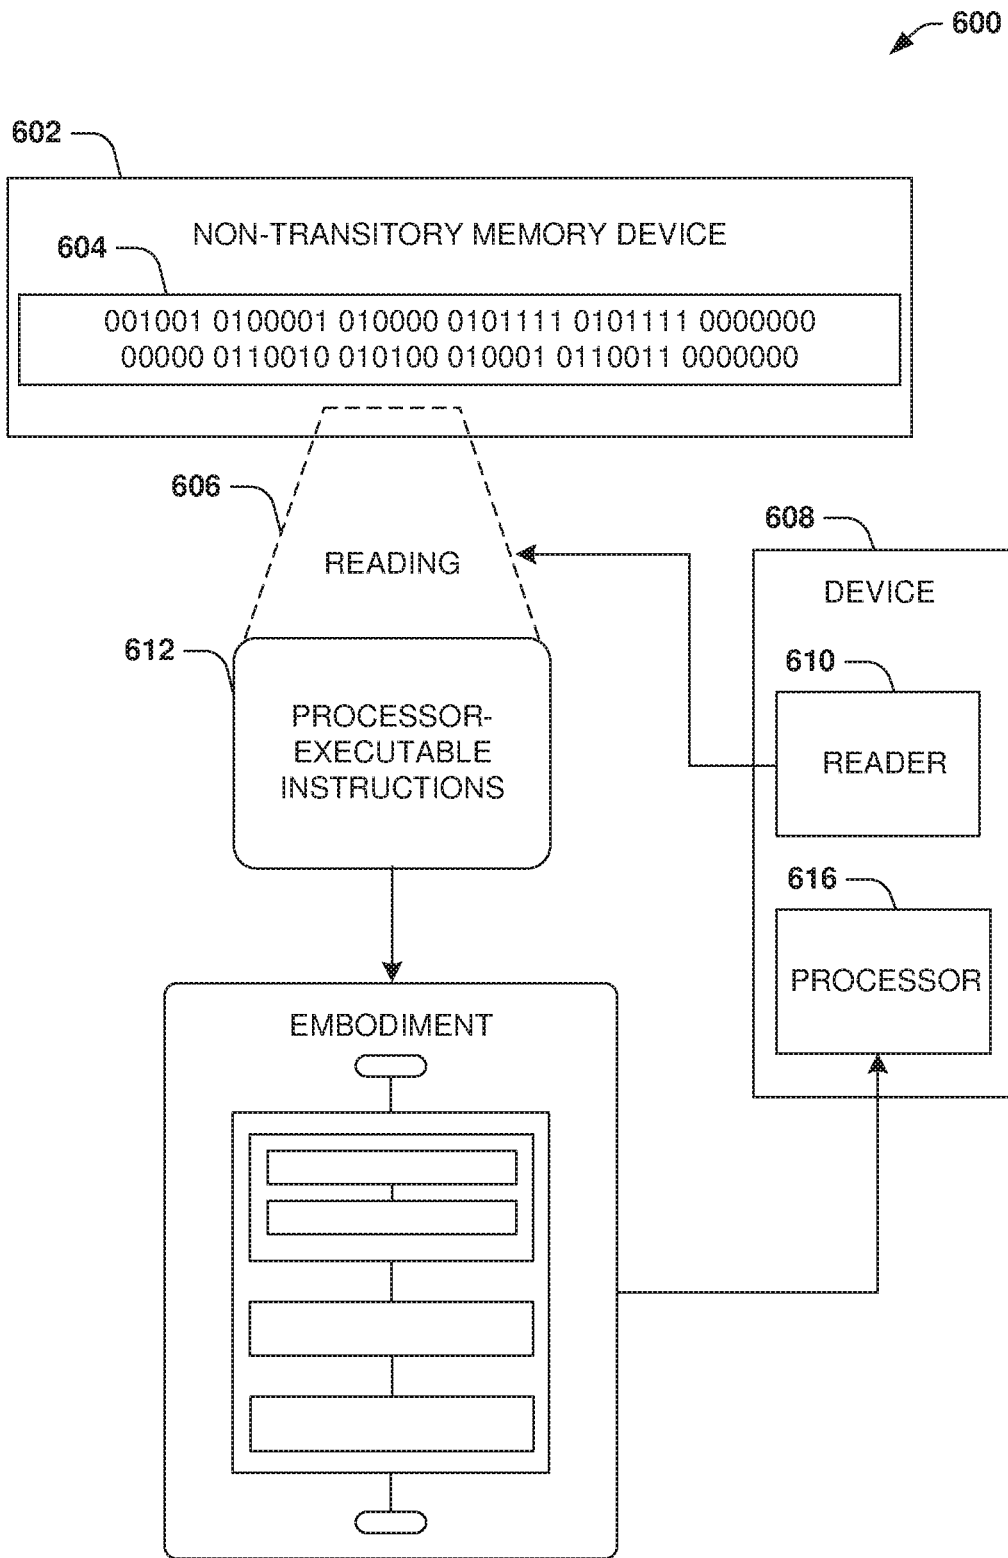 600
602
NON-TRANSITORY MEMORY DEVICE
604
001001 0100001 010000 0101111 0101111 0000000
00000 0110010 010100 010001 0110011 0000000
606
READING
608
DEVICE
610
READER
612
PROCESSOR-
EXECUTABLE
INSTRUCTIONS
616
PROCESSOR
EMBODIMENT